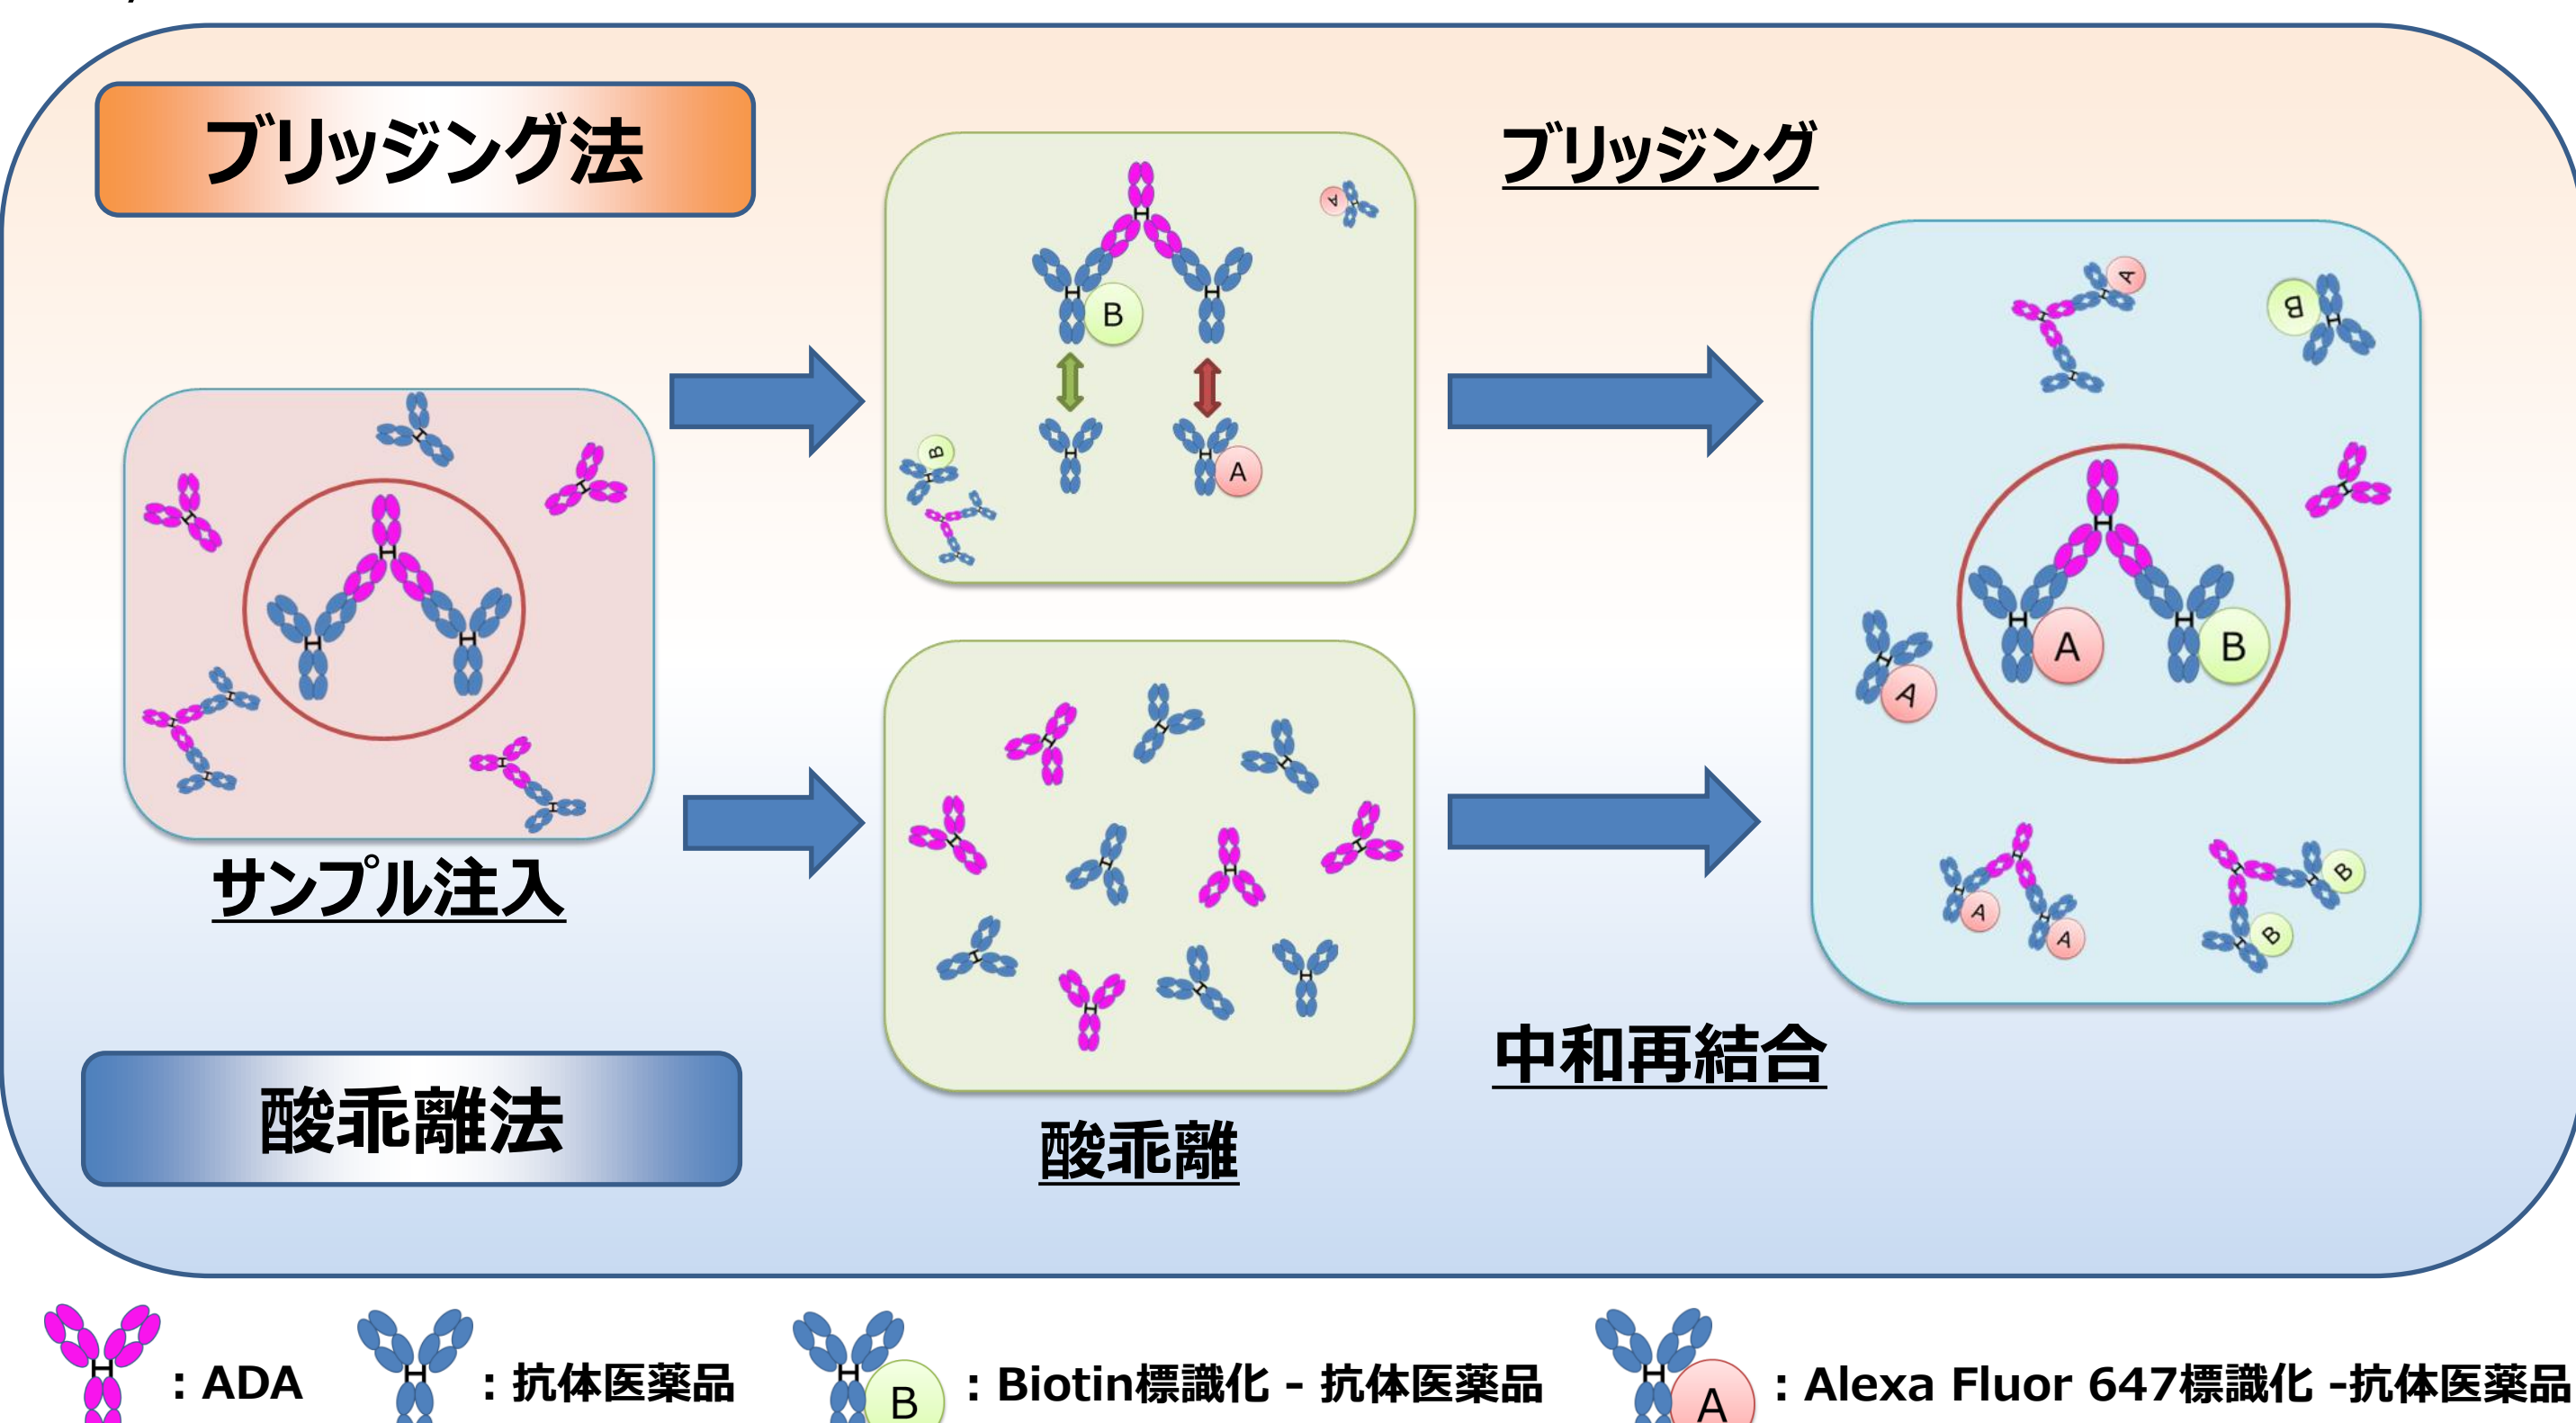 ブリッジング法
ブリッジング
A
B
B
A
A
B
A
B
A
サンプル注入
A
A
B
B
中和再結合
酸乖離法
酸乖離
B
A
：ADA
：抗体医薬品
：Biotin標識化 - 抗体医薬品
：Alexa Fluor 647標識化 -抗体医薬品